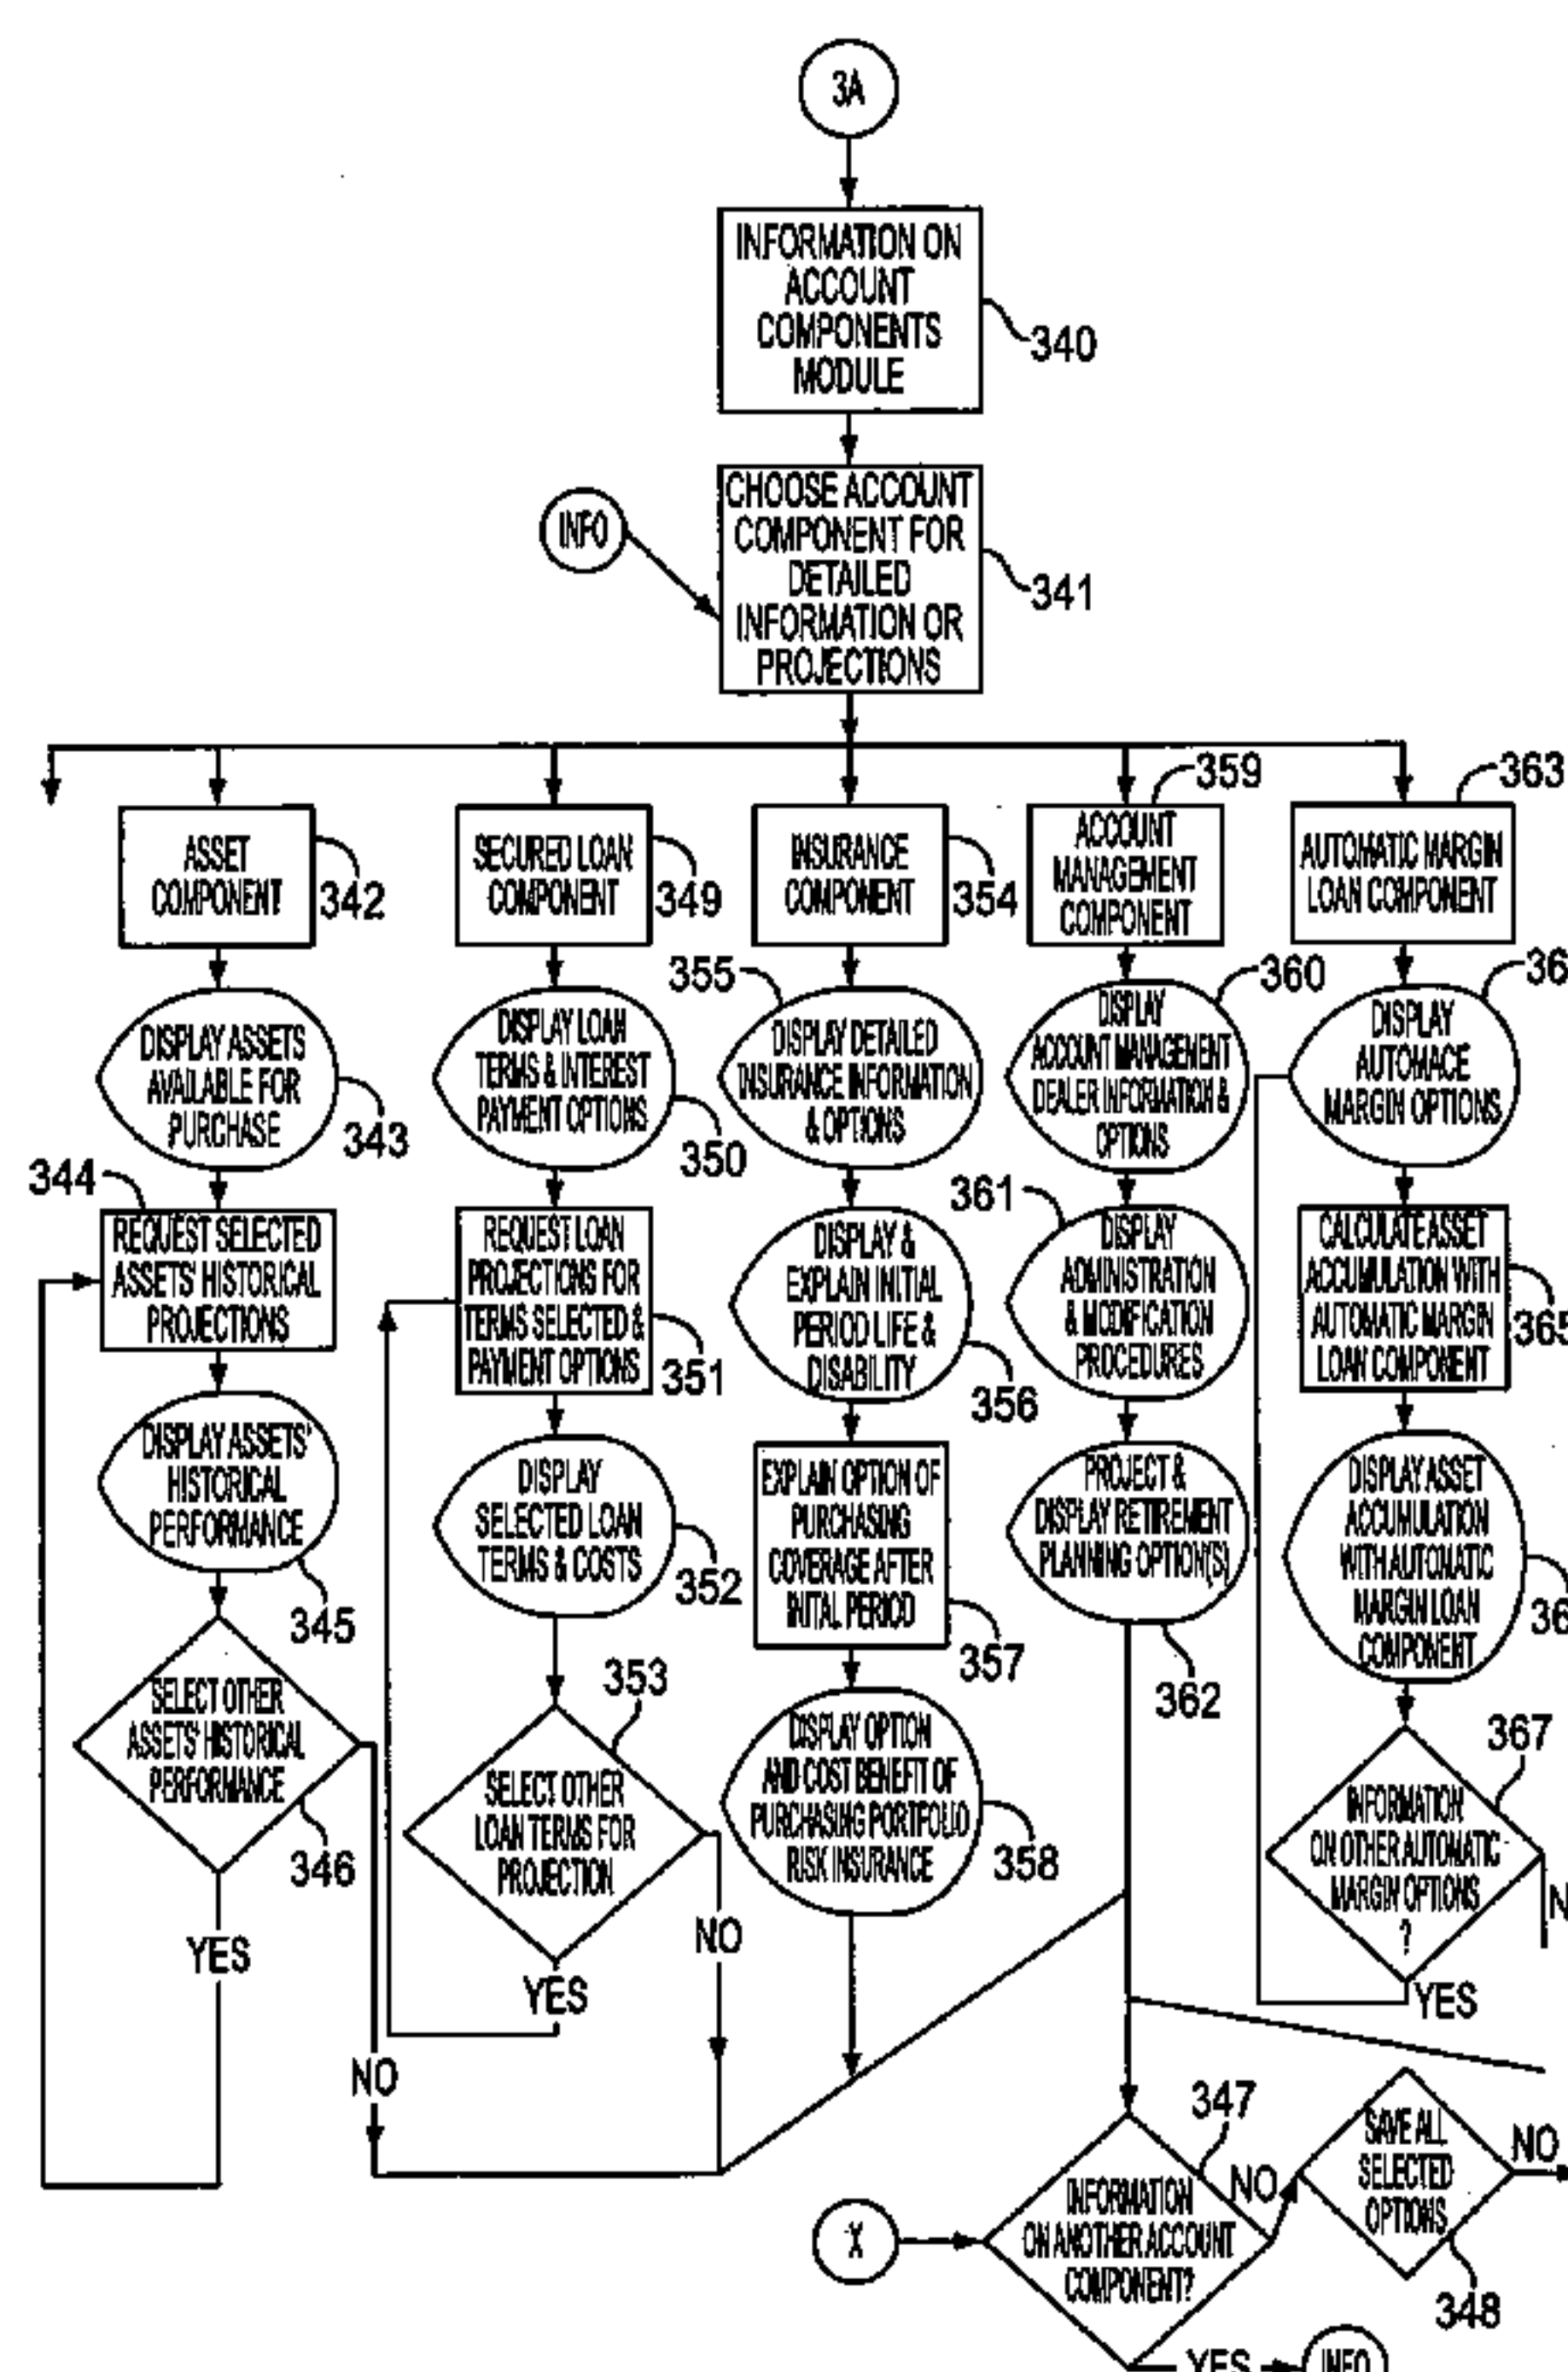 3A
INFORMATION ON
ACCOUNT
COMPONENTS
MODULE
340
INFO
CHOOSE ACCOUNT
COMPONENT FOR
DETAILED
INFORMATION OR
PROJECTIONS
341
ASSET
COMPONENT
342
SECURED LOAN
COMPONENT
349
INSURANCE
COMPONENT
354
359
ACCOUNT
MANAGEMENT
COMPONENT
363
AUTOMATIC MARGIN
LOAN COMPONENT
DISPLAY ASSETS
AVAILABLE FOR
PURCHASE
343
DISPLAY LOAN
TERMS & INTEREST
PAYMENT OPTIONS
350
355
DISPLAY DETAILED
INSURANCE INFORMATION
& OPTIONS
360
DISPLAY
ACCOUNT MANAGEMENT
DEALER INFORMATION &
OPTIONS
36
DISPLAY
AUTOMACE
MARGIN OPTIONS
344
REQUEST SELECTED
ASSETS' HISTORICAL
PROJECTIONS
REQUEST LOAN
PROJECTIONS FOR
TERMS SELECTED &
PAYMENT OPTIONS
351
DISPLAY &
EXPLAIN INITIAL
PERIOD LIFE &
DISABILITY
356
361
DISPLAY
ADMINISTRATION
& MODIFICATION
PROCEDURES
CALCULATE ASSET
ACCUMULATION WITH
AUTOMATIC MARGIN
LOAN COMPONENT
365
DISPLAY ASSETS'
HISTORICAL
PERFORMANCE
345
DISPLAY
SELECTED LOAN
TERMS & COSTS
352
EXPLAIN OPTION OF
PURCHASING
COVERAGE AFTER
INITAL PERIOD
357
PROJECT &
DISPLAY RETIREMENT
PLANNING OPTION(S)
362
DISPLAY ASSET
ACCUMULATION
WITH AUTOMATIC
MARGIN LOAN
COMPONENT
36
SELECT OTHER
ASSETS' HISTORICAL
PERFORMANCE
346
YES
NO
353
SELECT OTHER
LOAN TERMS FOR
PROJECTION
YES
NO
DISPLAY OPTION
AND COST BENEFIT OF
PURCHASING PORTFOLIO
RISK INSURANCE
358
367
INFORMATION
ON OTHER AUTOMATIC
MARGIN OPTIONS
?
N
YES
X
347
INFORMATION
ON ANOTHER ACCOUNT
COMPONENT?
NO
SAVE ALL
SELECTED
OPTIONS
NO
348
YES
INFO